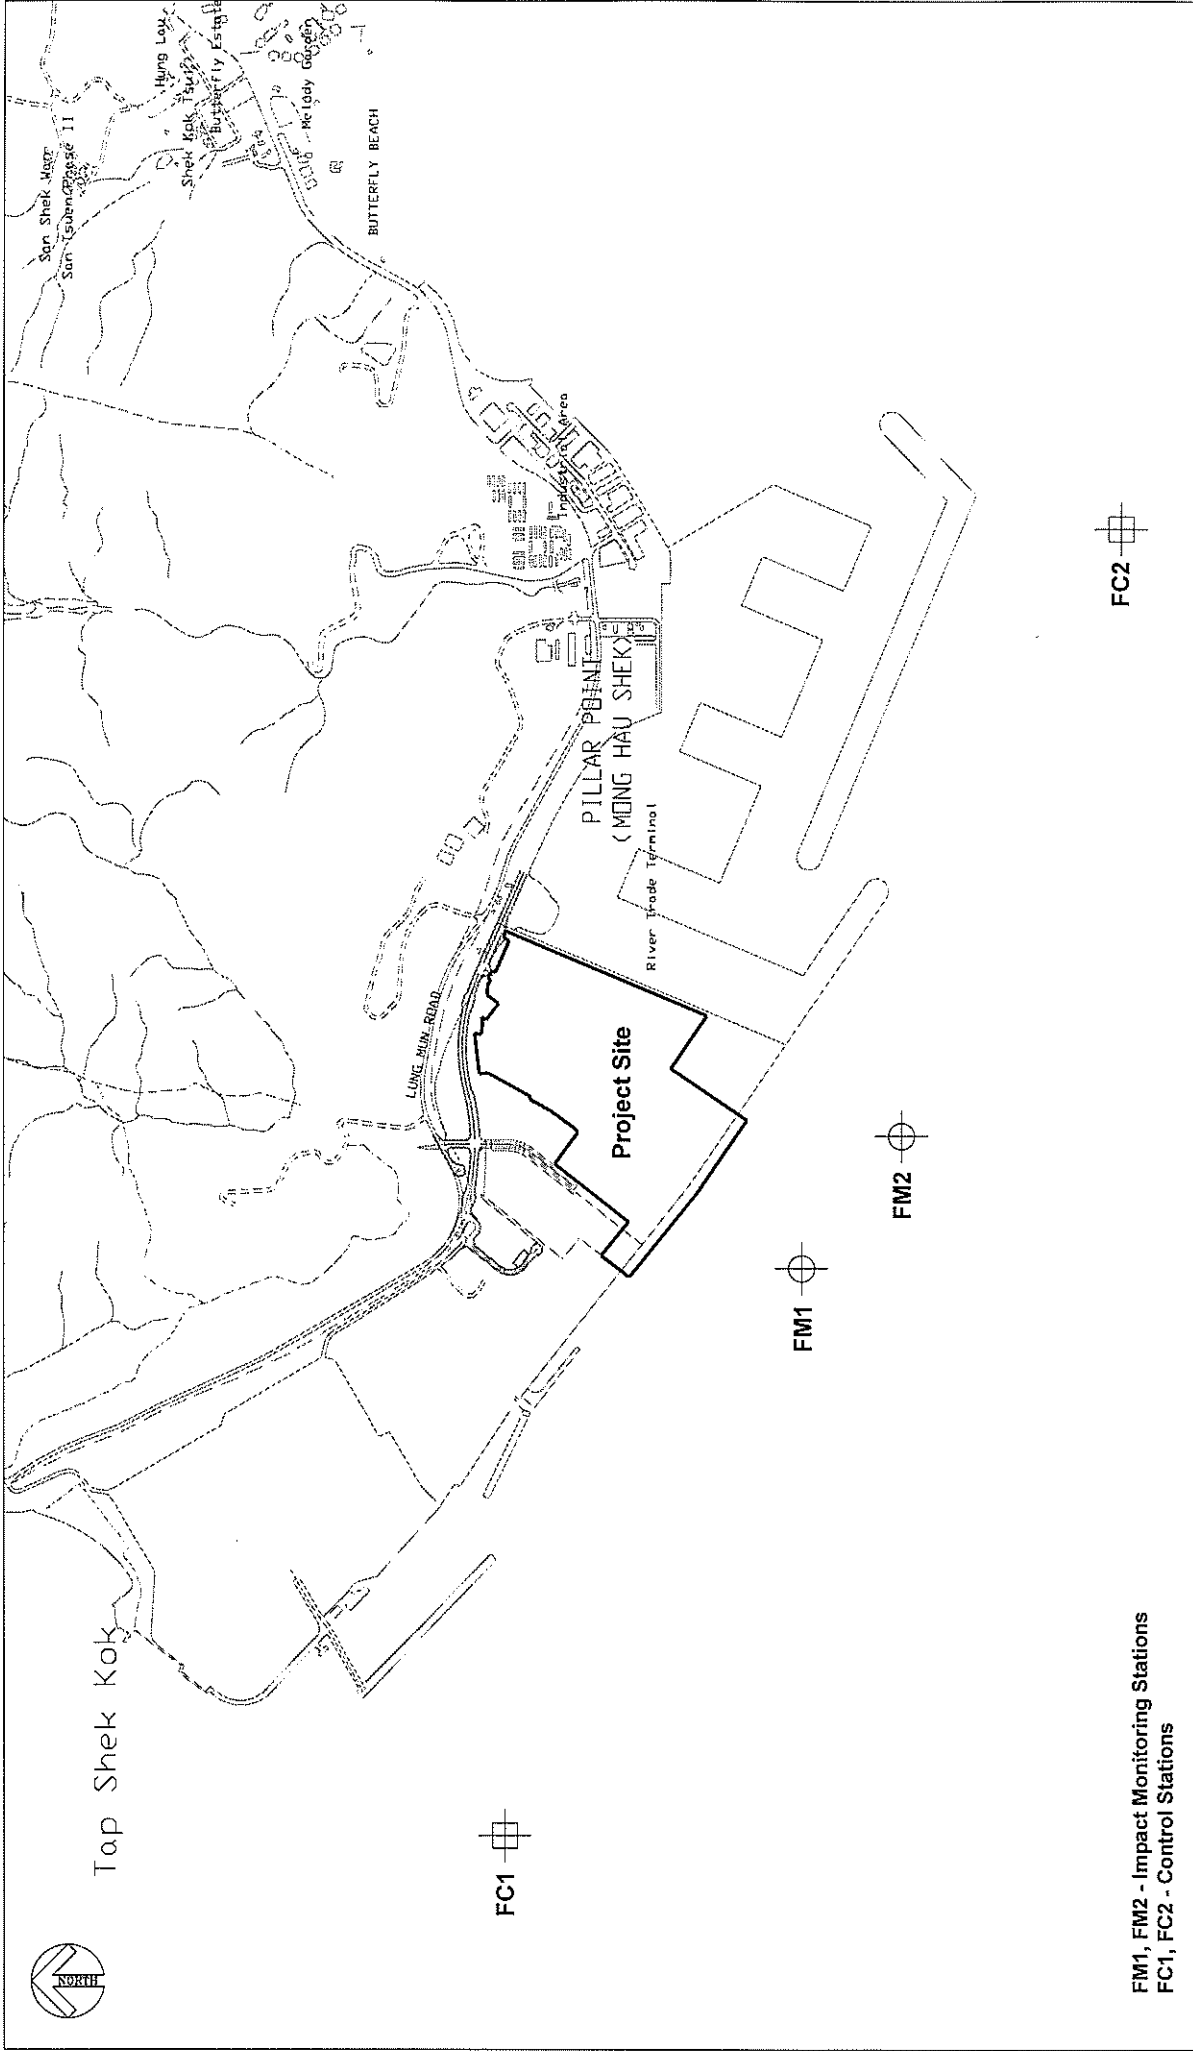 San Shek Wan
San Tsuen Phase II
Hung Lau
Shek Kok Tsui
Butterfly Estate
Melody Garden
BUTTERFLY BEACH
Industrial Area
PILLAR POINT
(MONG HAU SHEK)
River Trade Terminal
LUNG MUN ROAD
Project Site
Tap Shek Kok
NORTH
FC1
FM1
FM2
FC2
FM1, FM2 - Impact Monitoring Stations
FC1, FC2 - Control Stations